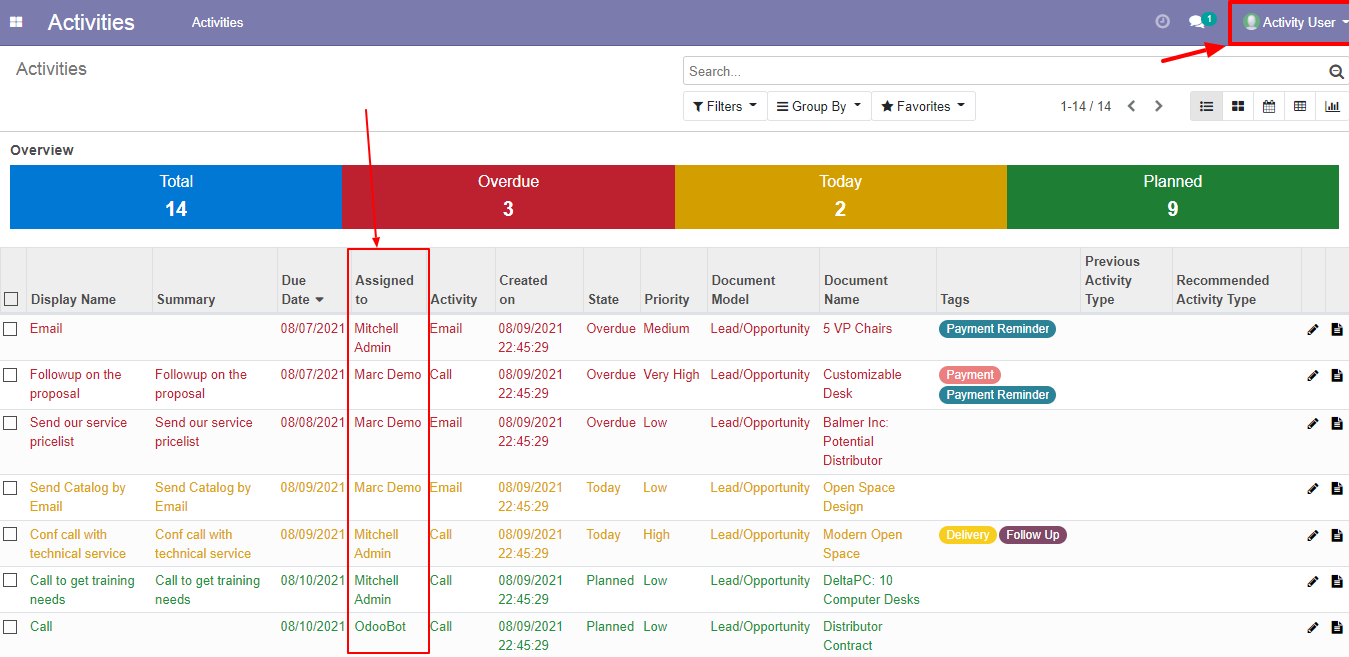 Activities Activities 1 Activity User
Activities
Search...
Filters Group By Favorites 1-14 / 14
Overview
Total Overdue Today Planned
14 3 2 9
Previous
Due Assigned Created Document Document Activity Recommended
Display Name Summary Date to Activity on State Priority Model Name Tags Type Activity Type
Email 08/07/2021 Mitchell Email 08/09/2021 Overdue Medium Lead/Opportunity 5 VP Chairs Payment Reminder
Admin 22:45:29
Followup on the Followup on the 08/07/2021 Marc Demo Call 08/09/2021 Overdue Very High Lead/Opportunity Customizable Payment
proposal proposal 22:45:29 Desk Payment Reminder
Send our service Send our service 08/08/2021 Marc Demo Email 08/09/2021 Overdue Low Lead/Opportunity Balmer Inc:
pricelist pricelist 22:45:29 Potential
Distributor
Send Catalog by Send Catalog by 08/09/2021 Marc Demo Email 08/09/2021 Today Low Lead/Opportunity Open Space
Email Email 22:45:29 Design
Conf call with Conf call with 08/09/2021 Mitchell Call 08/09/2021 Today High Lead/Opportunity Modern Open Delivery Follow Up
technical service technical service Admin 22:45:29 Space
Call to get training Call to get training 08/10/2021 Mitchell Call 08/09/2021 Planned Low Lead/Opportunity DeltaPC: 10
needs needs Admin 22:45:29 Computer Desks
Call 08/10/2021 OdooBot Call 08/09/2021 Planned Low Lead/Opportunity Distributor
22:45:29 Contract